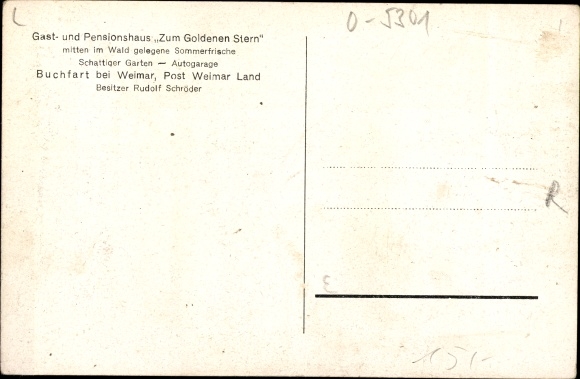 0-5301
Gast- und Pensionshaus „Zum Goldenen Stern"
mitten im Wald gelegene Sommerfrische
Schattiger Garten — Autogarage
Buchfart bei Weimar, Post Weimar Land
Besitzer Rudolf Schröder